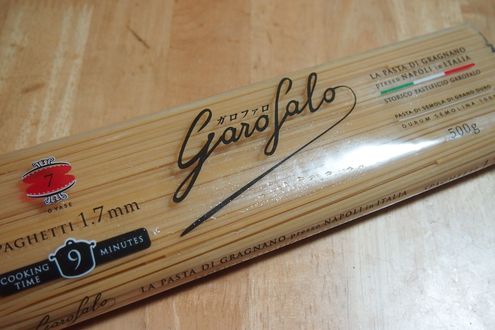 LA PASTA DI GRAGNANO
presso NAPOLI in ITALIA
STORICO PASTIFICIO GAROFALO
PASTA DI SEMOLA DI GRANO DURO
DURUM SEMOLINA
500g
ガロファロ
Garofalo
7
SPAGHETTI 1.7mm
COOKING TIME 9 MINUTES
LA PASTA DI GRAGNANO presso NAPOLI in ITALIA
Garofalo